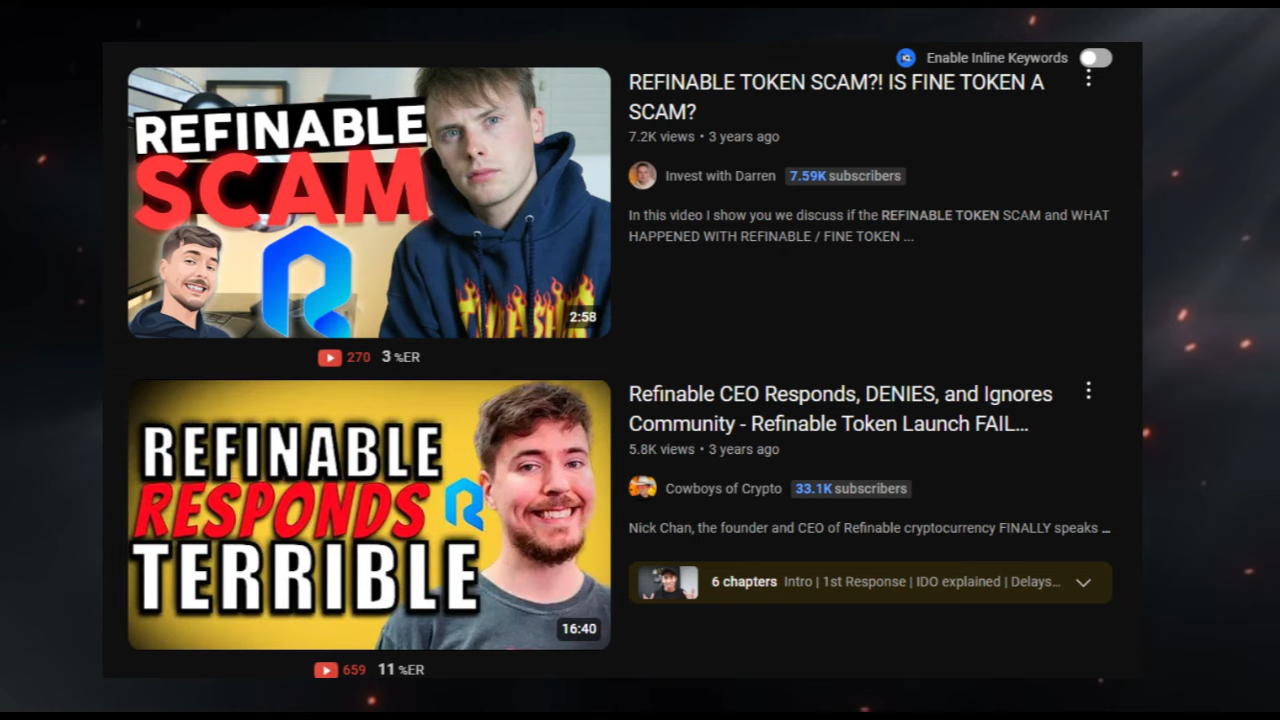 Enable Inline Keywords
REFINABLE
SCAM
2:58
REFINABLE TOKEN SCAM?! IS FINE TOKEN A
SCAM?
7.2K views • 3 years ago
Invest with Darren 7.59K subscribers
In this video I show you we discuss if the REFINABLE TOKEN SCAM and WHAT
HAPPENED WITH REFINABLE / FINE TOKEN ...
270 3 %ER
REFINABLE
RESPONDS
TERRIBLE
16:40
Refinable CEO Responds, DENIES, and Ignores
Community - Refinable Token Launch FAIL...
5.8K views • 3 years ago
Cowboys of Crypto 33.1K subscribers
Nick Chan, the founder and CEO of Refinable cryptocurrency FINALLY speaks ...
6 chapters Intro | 1st Response | IDO explained | Delays...
659 11 %ER